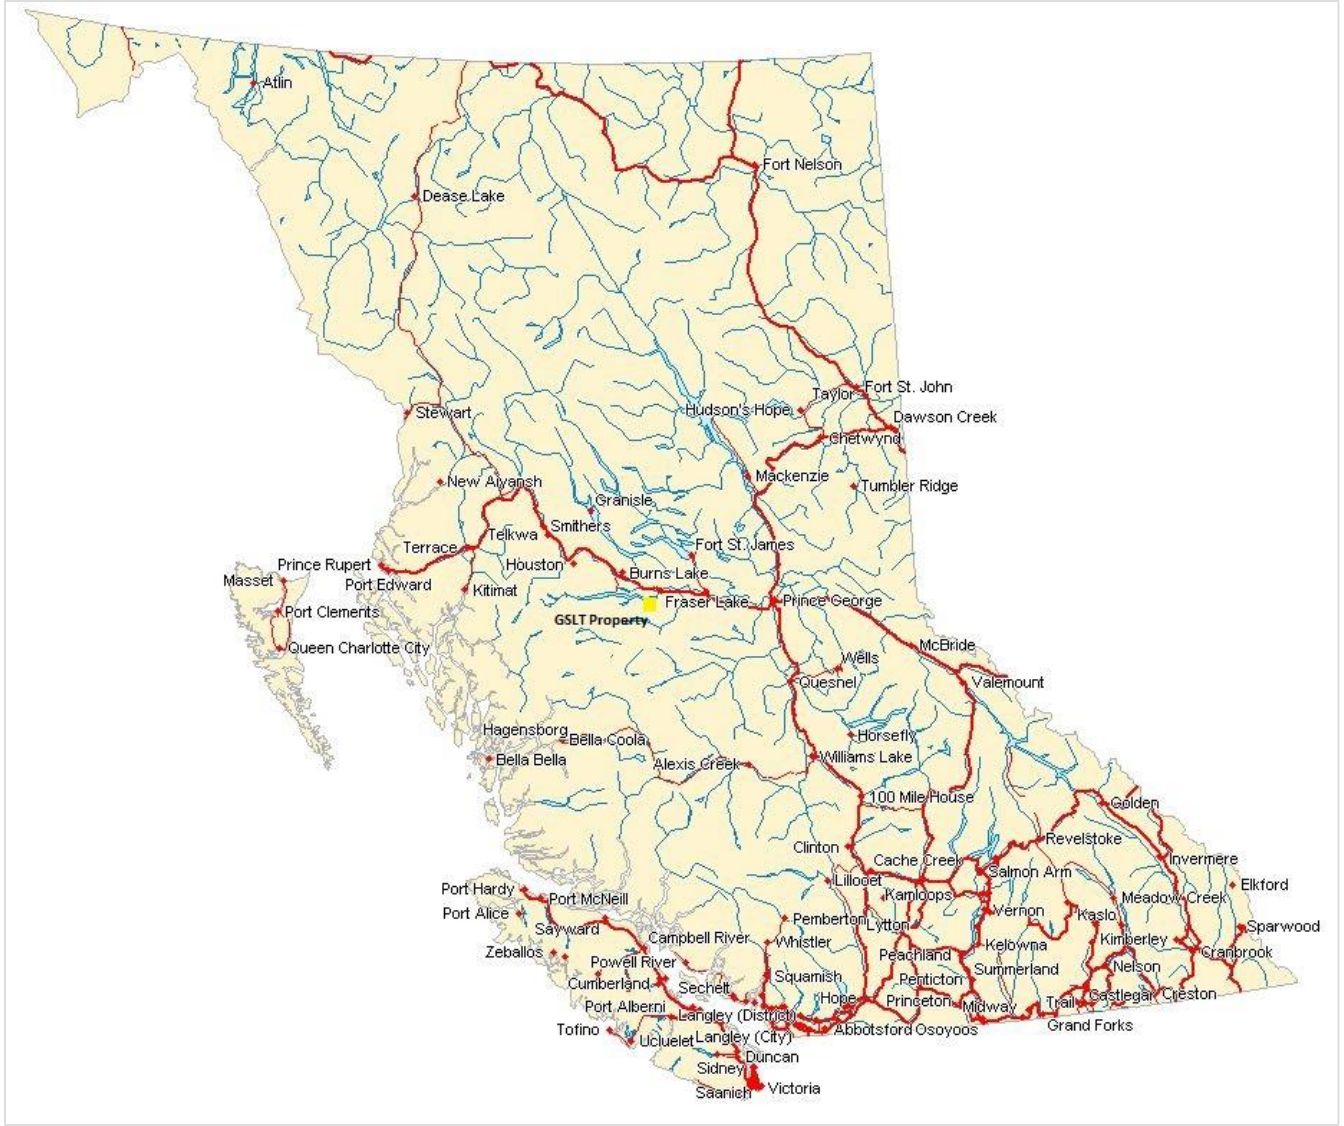 Atlin
Fort Nelson
Dease Lake
Fort St. John
Taylor
Hudson's Hope
Stewart
Dawson Creek
Chetwynd
Mackenzie
New Aiyansh
Tumbler Ridge
Granisle
Smithers
Telkwa
Terrace
Fort St. James
Prince Rupert
Houston
Burns Lake
Masset
Port Edward
Kitimat
Fraser Lake
Prince George
Port Clements
GSLT Property
Queen Charlotte City
McBride
Wells
Quesnel
Valemount
Hagensborg
Bella Coola
Horsefly
Bella Bella
Alexis Creek
Williams Lake
100 Mile House
Golden
Revelstoke
Clinton
Cache Creek
Invermere
Salmon Arm
Lillooet
Elkford
Port Hardy
Kamloops
Port McNeill
Meadow Creek
Port Alice
Vernon
Kaslo
Pemberton
Lytton
Sayward
Sparwood
Campbell River
Whistler
Kelowna
Kimberley
Zeballos
Peachland
Cranbrook
Powell River
Summerland
Nelson
Squamish
Penticton
Cumberland
Sechelt
Hope
Princeton
Midway
Trail
Castlegar
Creston
Port Alberni
Langley (District)
Grand Forks
Tofino
Abbotsford
Osoyoos
Ucluelet
Langley (City)
Duncan
Sidney
Victoria
Saanich